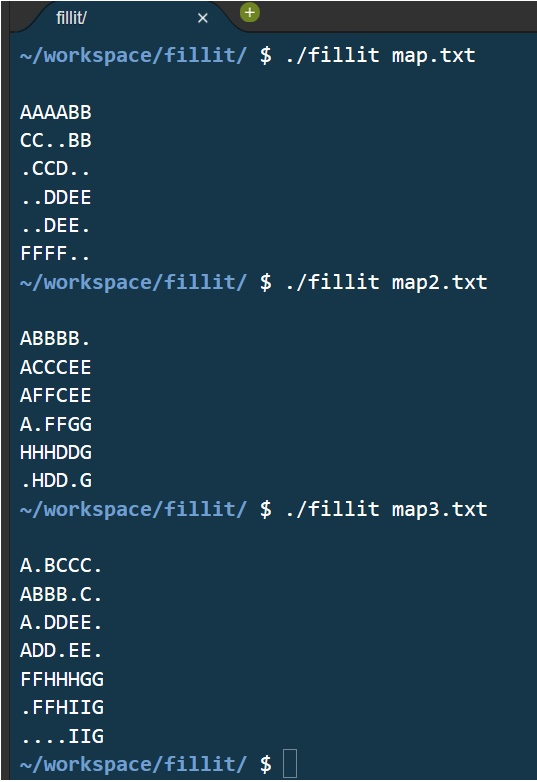 fillit/
~/workspace/fillit/ $ ./fillit map.txt
AAAABB
CC..BB
.CCD..
..DDEE
..DEE.
FFFF..
~/workspace/fillit/ $ ./fillit map2.txt
ABBBB.
ACCCEE
AFFCEE
A.FFGG
HHHDDG
.HDD.G
~/workspace/fillit/ $ ./fillit map3.txt
A.BCCC.
ABBB.C.
A.DDEE.
ADD.EE.
FFHHHGG
.FFHIIG
....IIG
~/workspace/fillit/ $